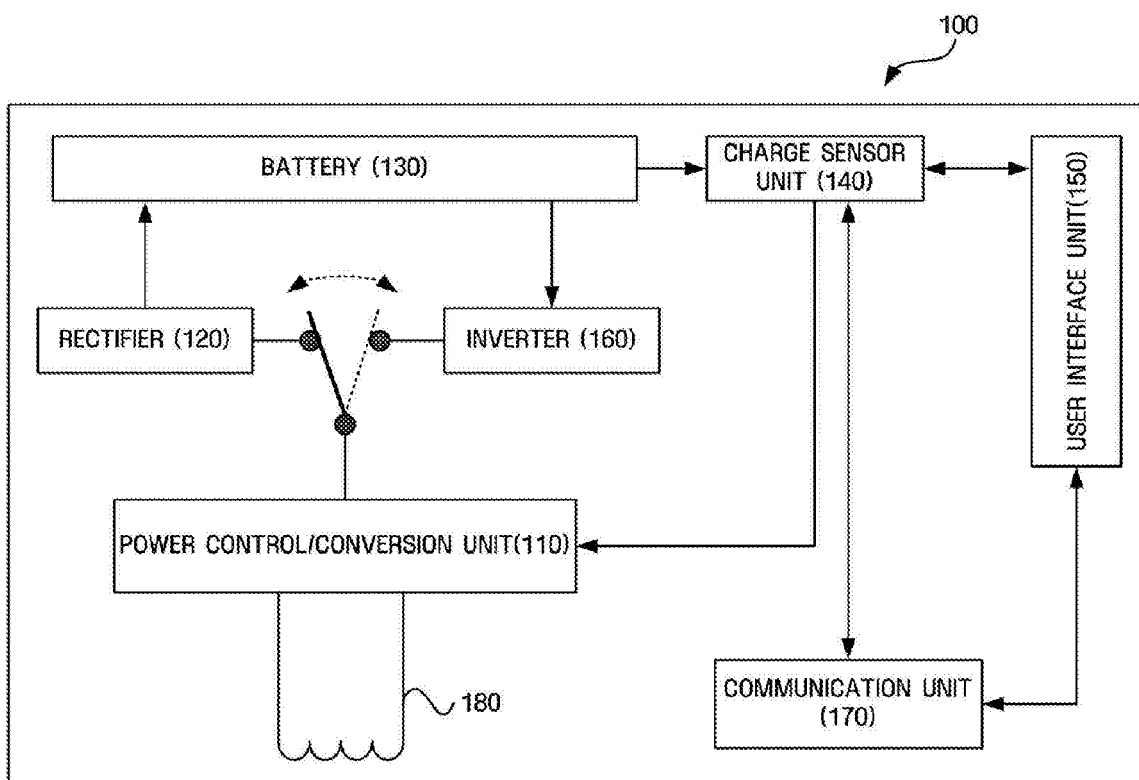 100
BATTERY (130)
CHARGE SENSOR
UNIT (140)
USER INTERFACE UNIT(150)
RECTIFIER (120)
INVERTER (160)
POWER CONTROL/CONVERSION UNIT(110)
180
COMMUNICATION UNIT
(170)